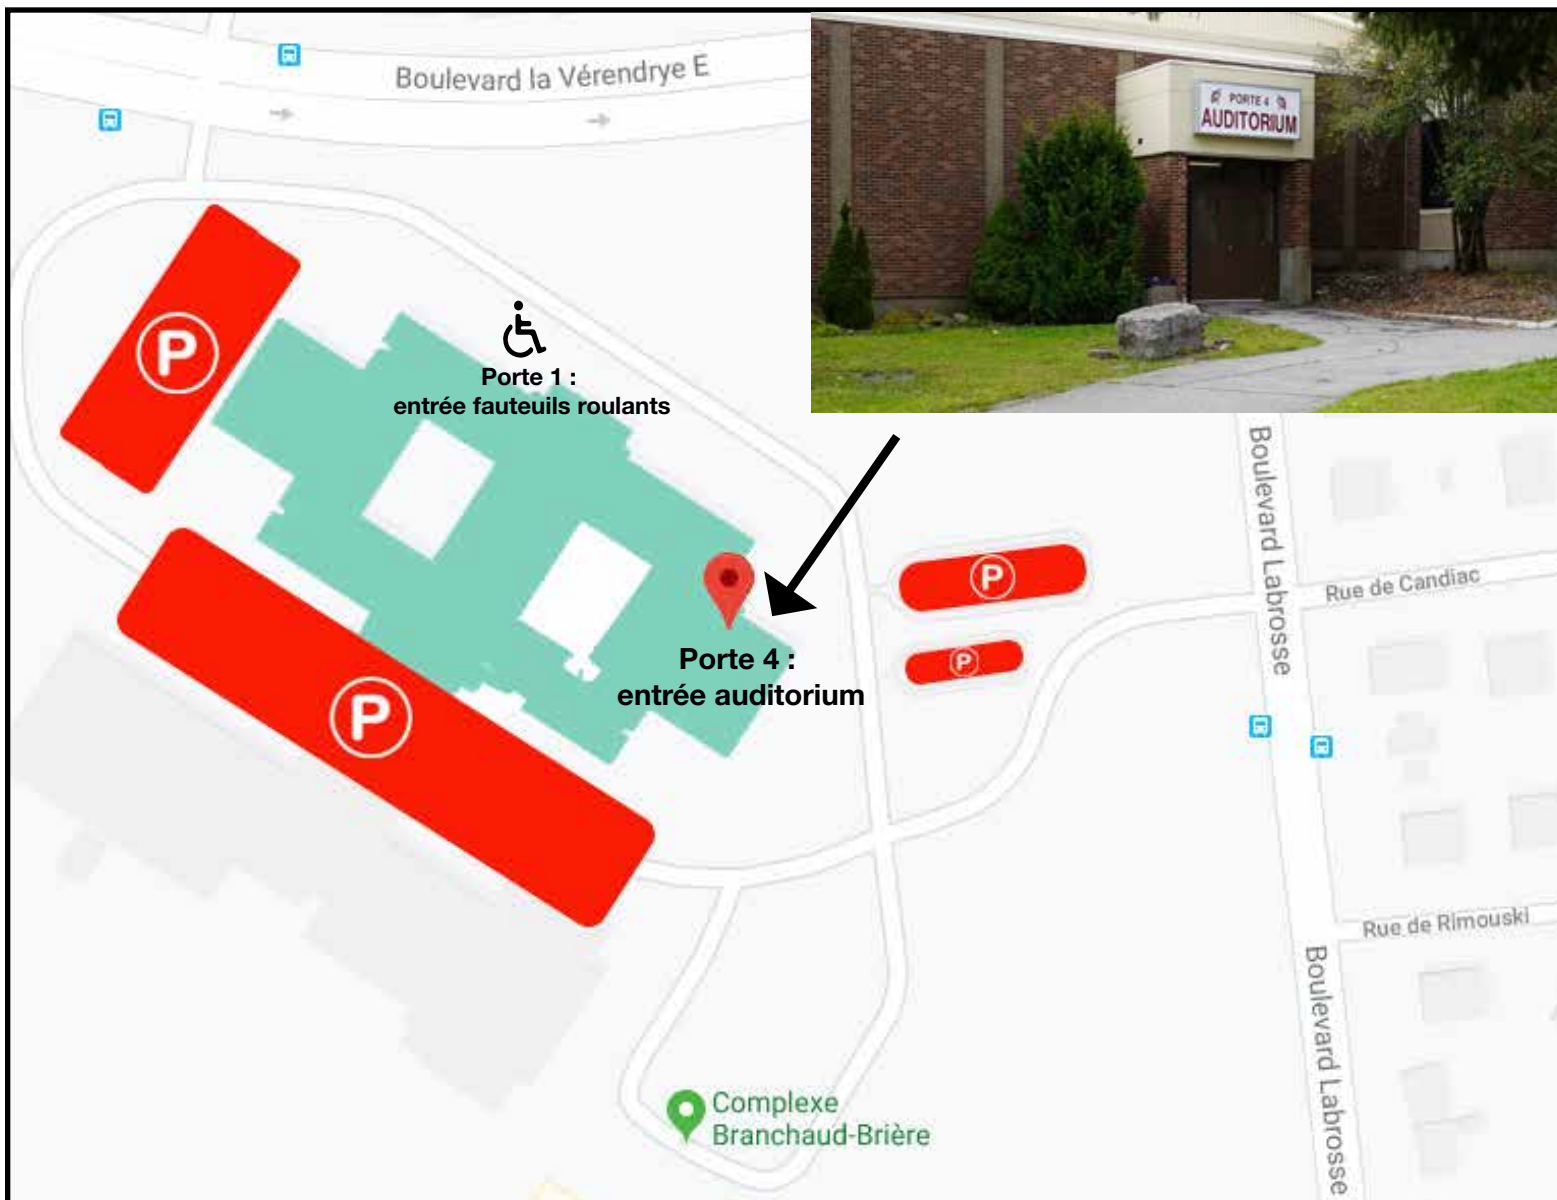 Boulevard la Vérendrye E
PORTE 4
AUDITORIUM
P
Porte 1 :
entrée fauteuils roulants
Boulevard Labrosse
P
Rue de Candiac
P
Porte 4 :
entrée auditorium
P
Rue de Rimouski
Boulevard Labrosse
Complexe
Branchaud-Brière